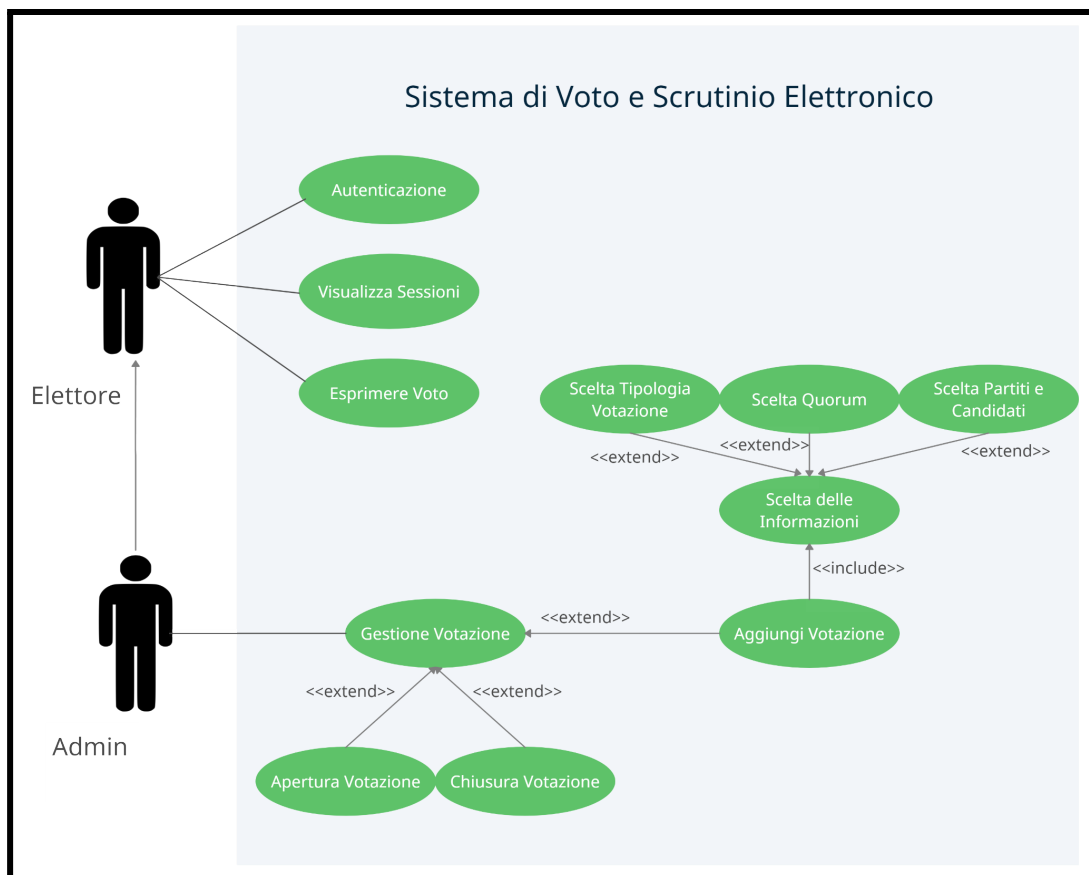 Sistema di Voto e Scrutinio Elettronico
Autenticazione
Visualizza Sessioni
Esprimere Voto
Elettore
Scelta Tipologia
Votazione
Scelta Quorum
Scelta Partiti e
Candidati
<<extend>>
<<extend>>
<<extend>>
Scelta delle
Informazioni
<<include>>
Gestione Votazione
<<extend>>
Aggiungi Votazione
<<extend>>
<<extend>>
Admin
Apertura Votazione
Chiusura Votazione